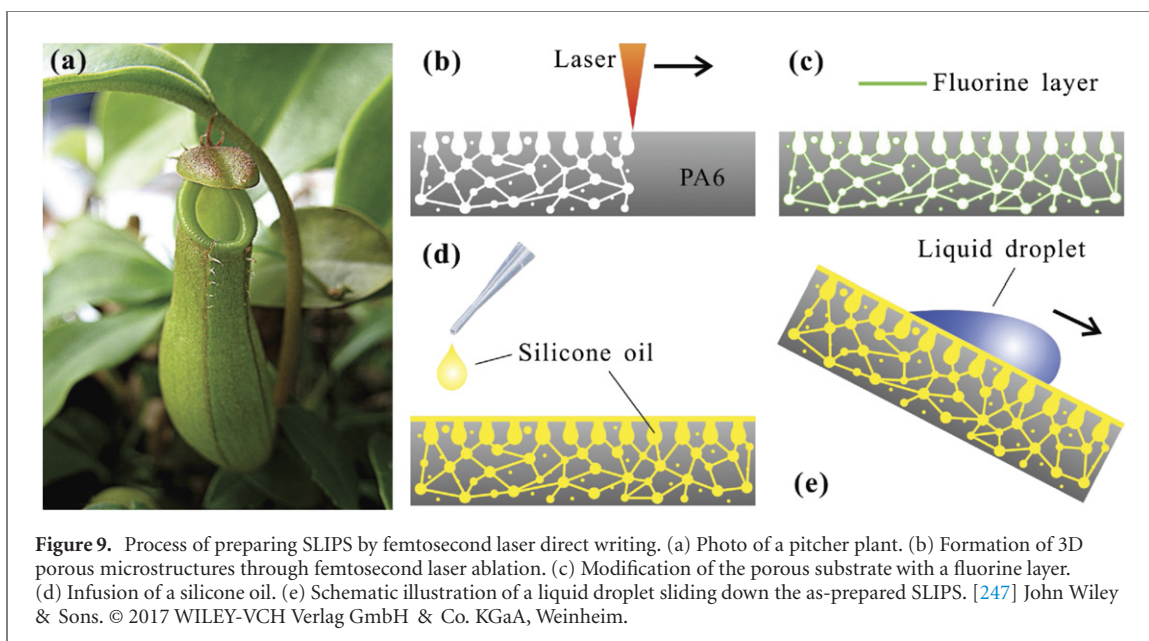 (a)
(b)
Laser
PA6
(c)
Fluorine layer
(d)
Silicone oil
Liquid droplet
(e)
Figure 9. Process of preparing SLIPS by femtosecond laser direct writing. (a) Photo of a pitcher plant. (b) Formation of 3D
porous microstructures through femtosecond laser ablation. (c) Modification of the porous substrate with a fluorine layer.
(d) Infusion of a silicone oil. (e) Schematic illustration of a liquid droplet sliding down the as-prepared SLIPS. [247] John Wiley
& Sons. © 2017 WILEY-VCH Verlag GmbH & Co. KGaA, Weinheim.